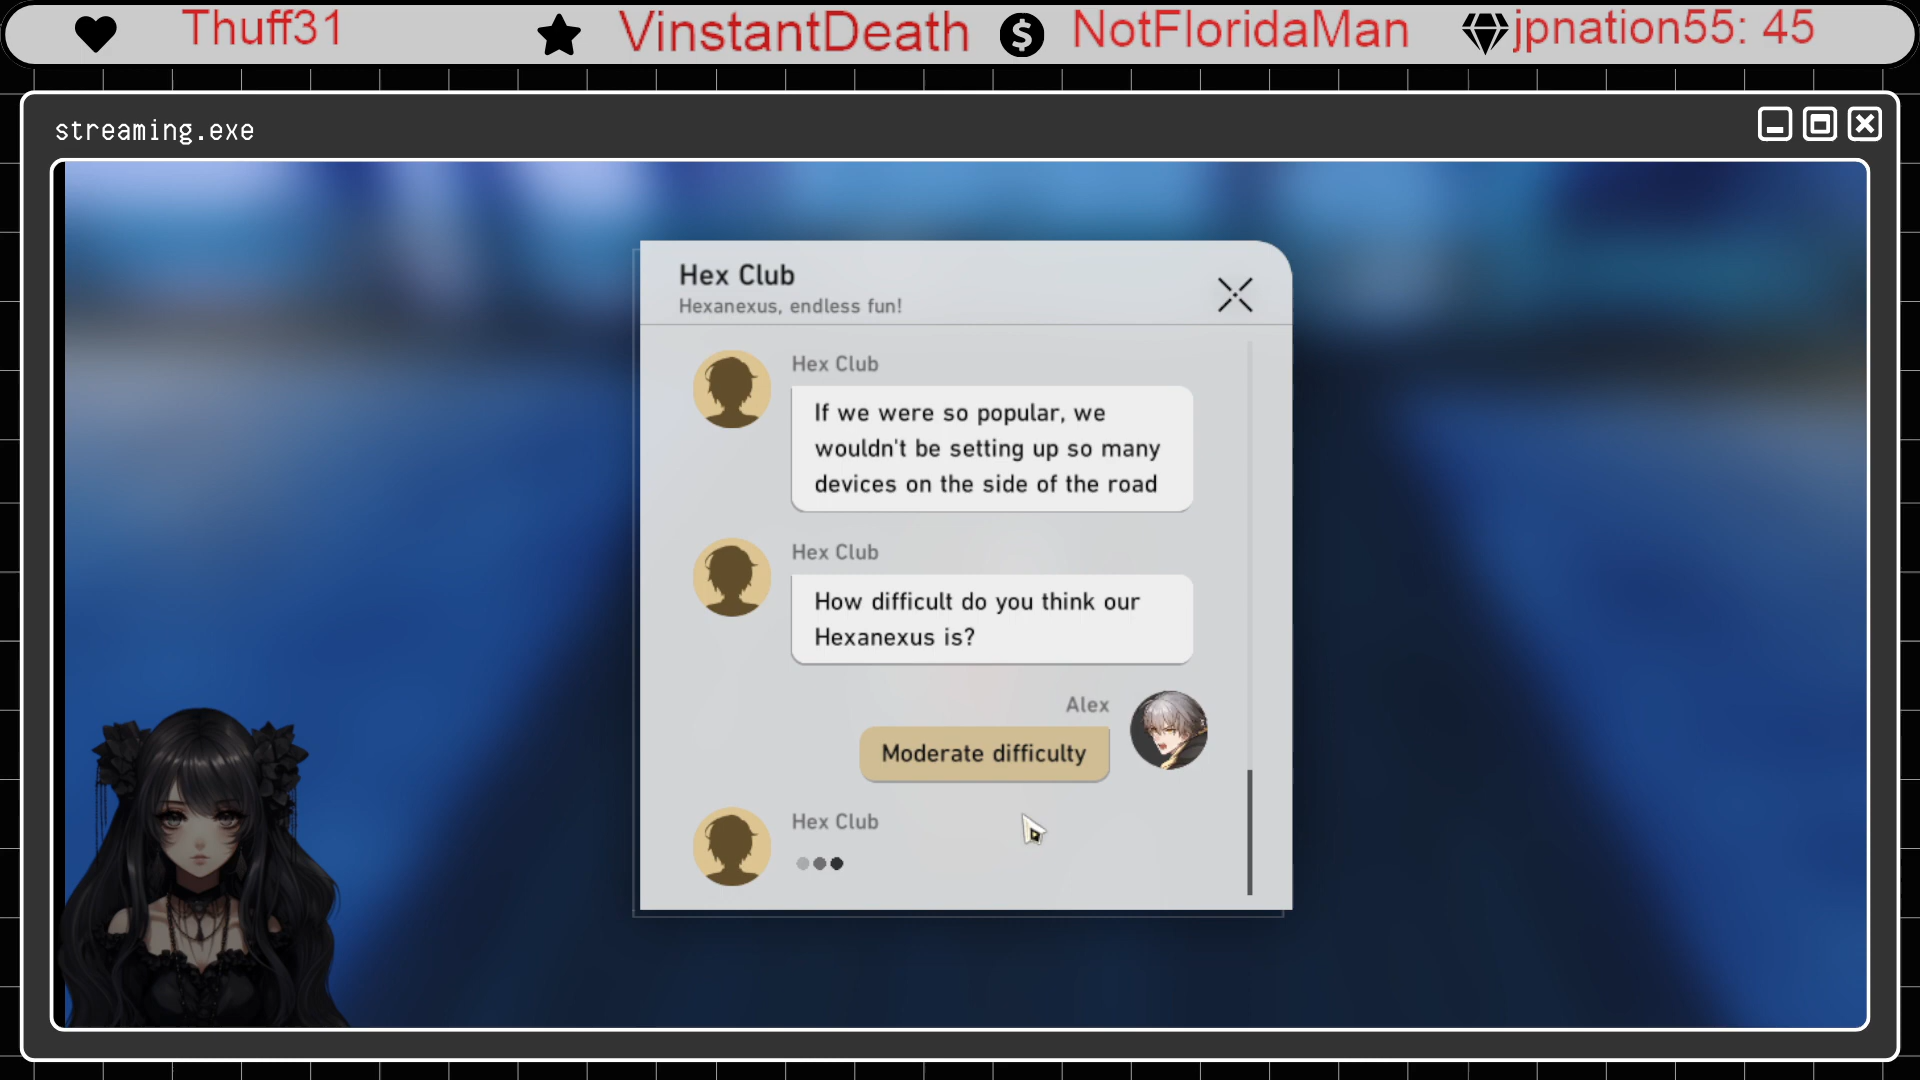 Thuff31
VinstantDeath
NotFloridaMan
jpnation55: 45
streaming.exe
Hex Club
Hexanexus, endless fun!
Hex Club
If we were so popular, we
wouldn't be setting up so many
devices on the side of the road
Hex Club
How difficult do you think our
Hexanexus is?
Alex
Moderate difficulty
Hex Club